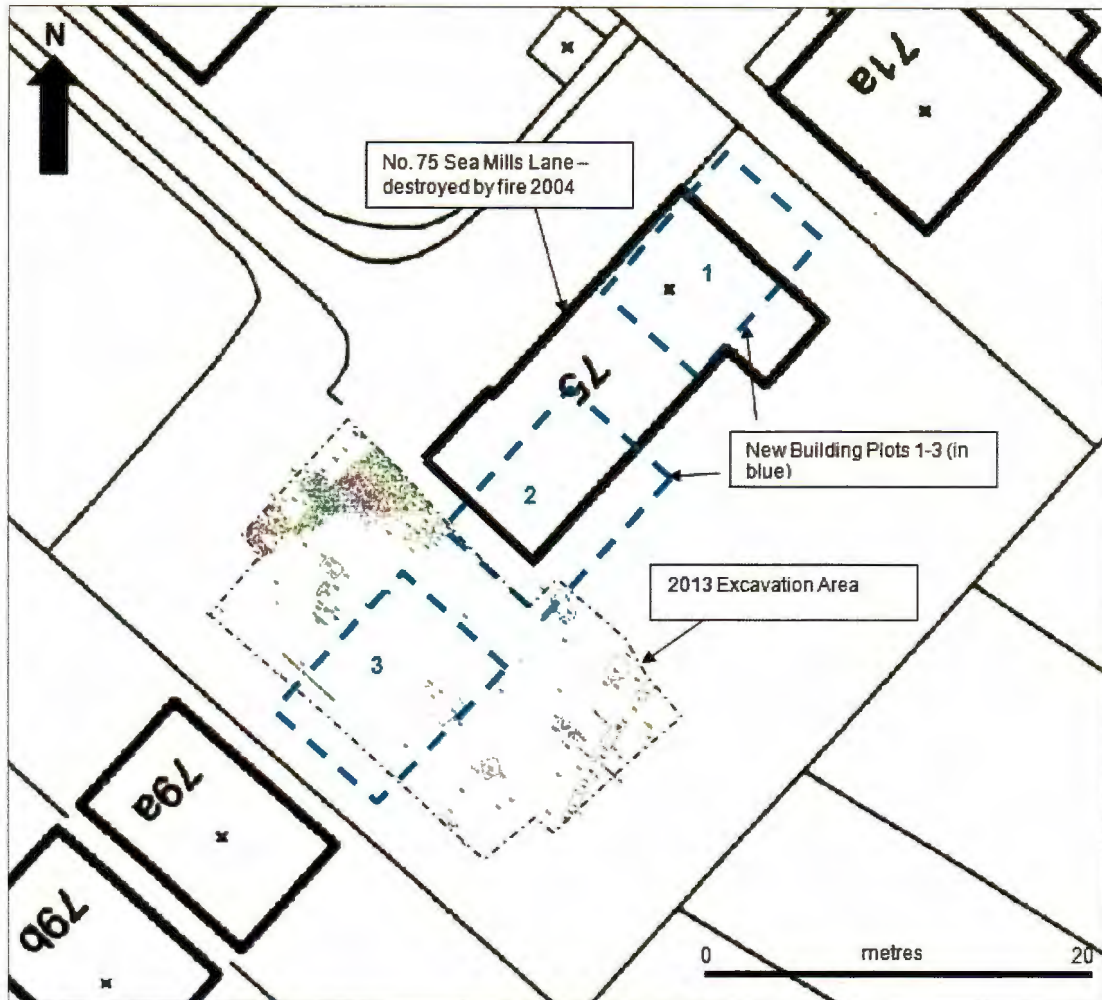 N
71a
No. 75 Sea Mills Lane –
destroyed by fire 2004
1
75
New Building Plots 1-3 (in
blue)
2
2013 Excavation Area
3
79a
79b
0 metres 20